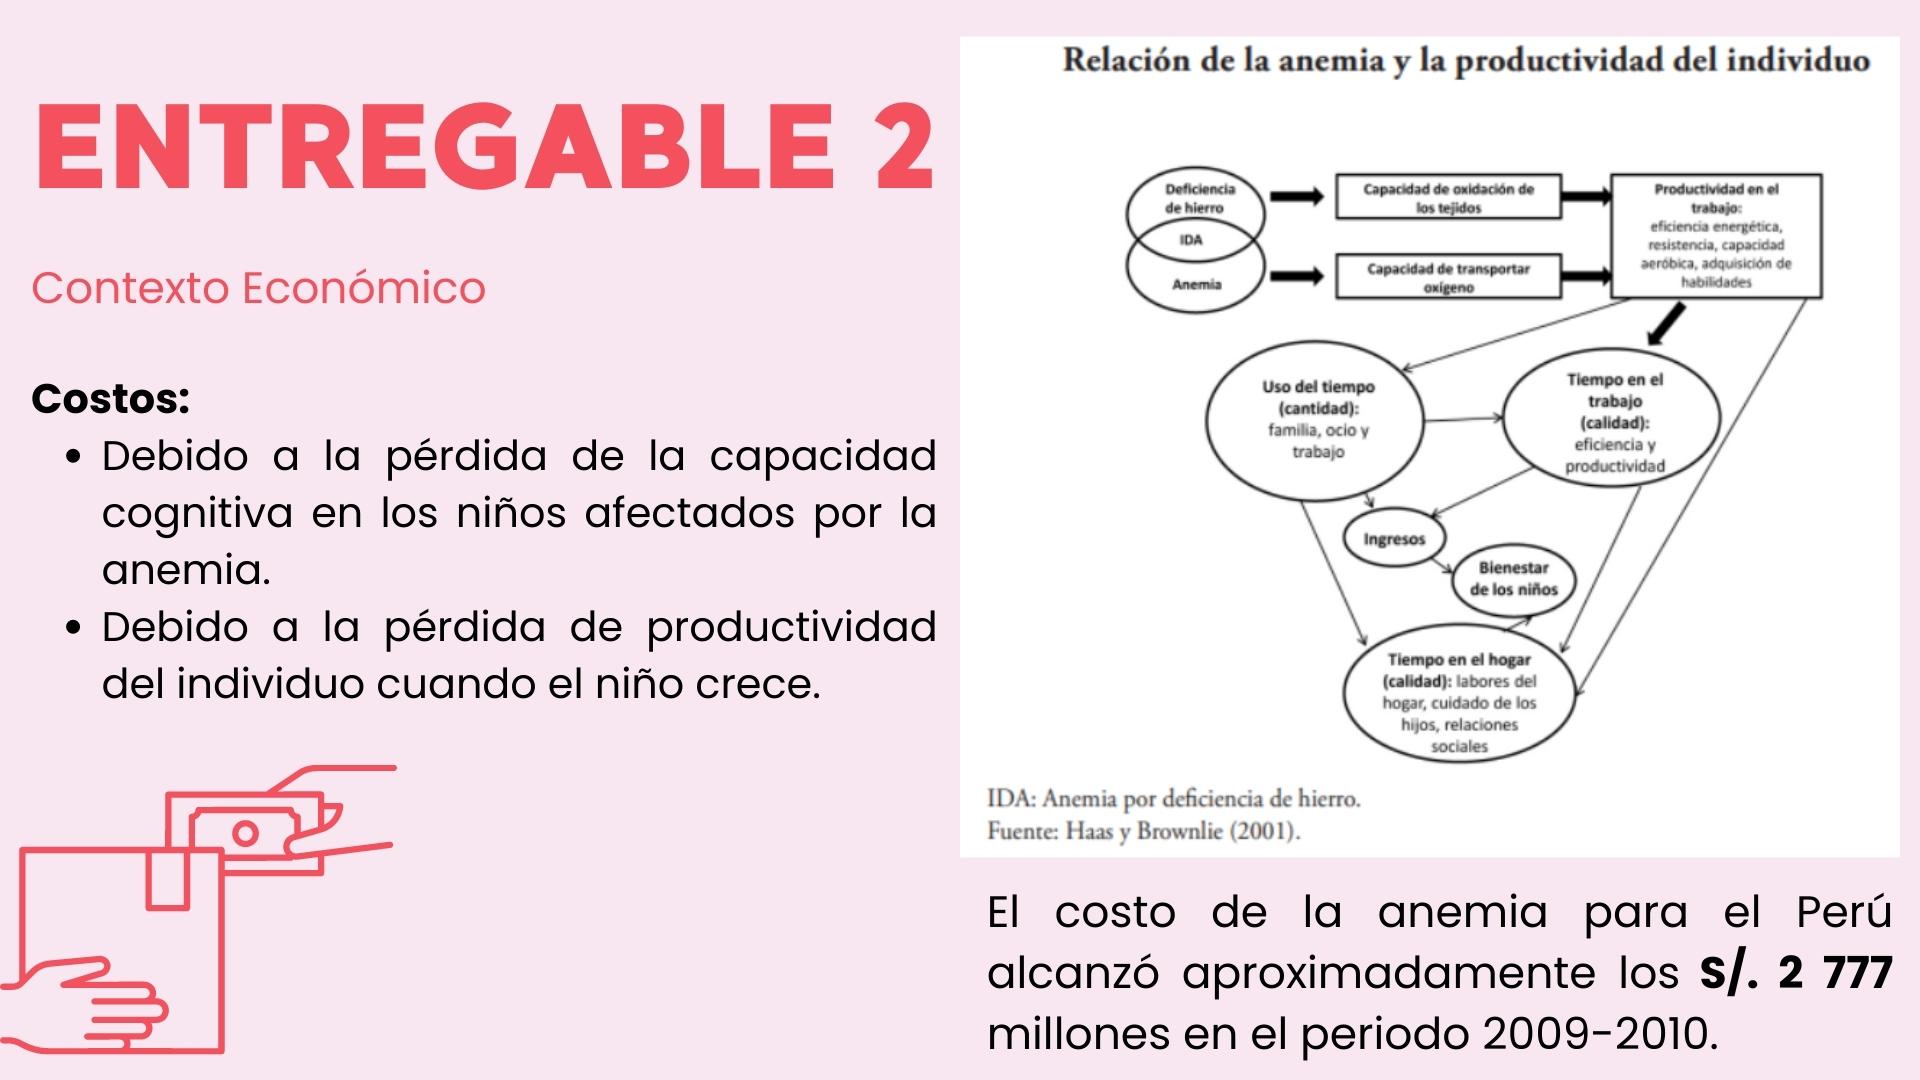 ENTREGABLE 2
Contexto Económico
Costos:
• Debido a la pérdida de la capacidad
cognitiva en los niños afectados por la
anemia.
• Debido a la pérdida de productividad
del individuo cuando el niño crece.
Relación de la anemia y la productividad del individuo
Deficiencia
de hierro
IDA
Anemia
Capacidad de oxidación de
los tejidos
Capacidad de transportar
oxígeno
Productividad en el
trabajo:
eficiencia energética,
resistencia, capacidad
aeróbica, adquisición de
habilidades
Uso del tiempo
(cantidad):
familia, ocio y
trabajo
Tiempo en el
trabajo
(calidad):
eficiencia y
productividad
Ingresos
Bienestar
de los niños
Tiempo en el hogar
(calidad): labores del
hogar, cuidado de los
hijos, relaciones
sociales
IDA: Anemia por deficiencia de hierro.
Fuente: Haas y Brownlie (2001).
El costo de la anemia para el Perú
alcanzó aproximadamente los S/. 2 777
millones en el periodo 2009-2010.